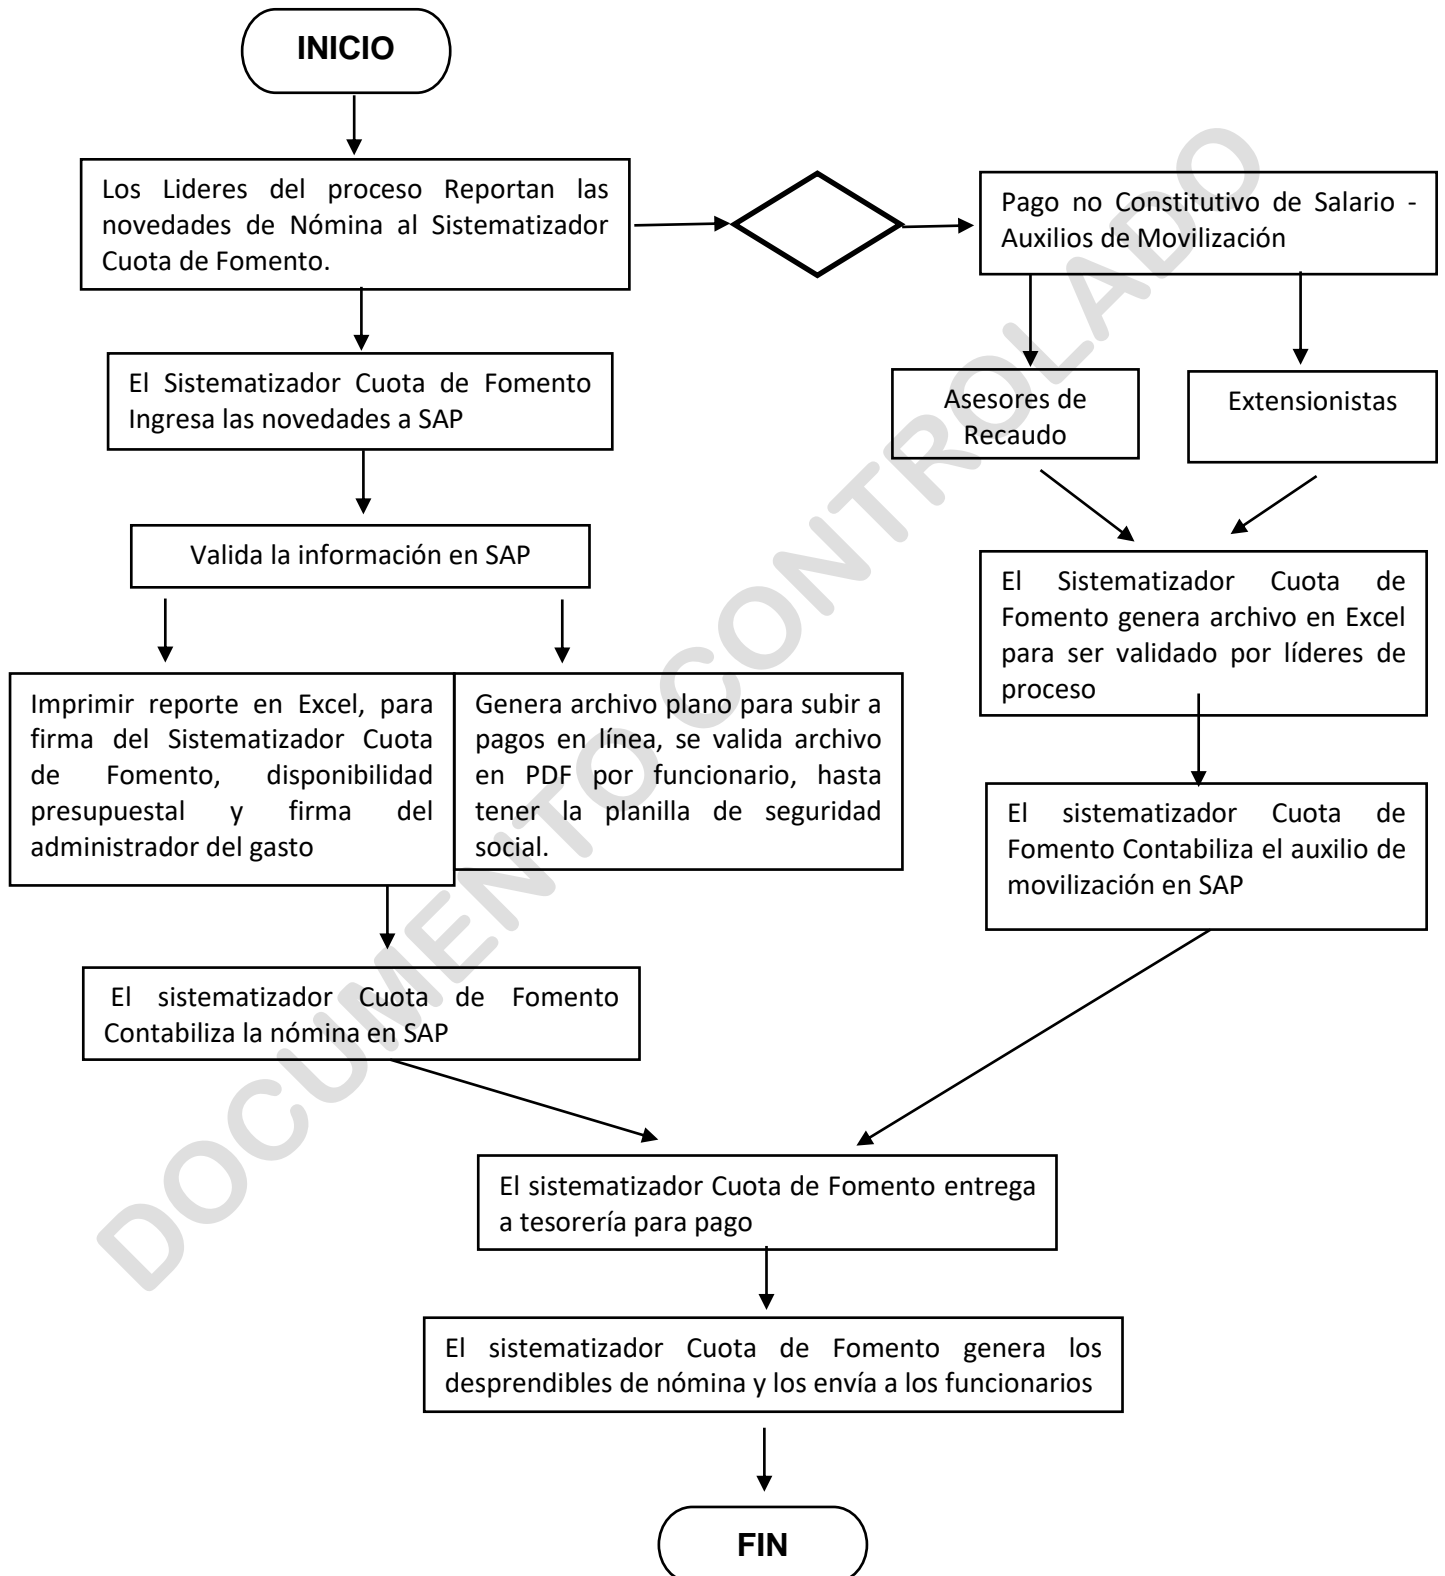 INICIO
Los Lideres del proceso Reportan las
novedades de Nómina al Sistematizador
Cuota de Fomento.
Pago no Constitutivo de Salario -
Auxilios de Movilización
El Sistematizador Cuota de Fomento
Ingresa las novedades a SAP
Asesores de
Recaudo
Extensionistas
Valida la información en SAP
El Sistematizador Cuota de
Fomento genera archivo en Excel
para ser validado por líderes de
proceso
Imprimir reporte en Excel, para
firma del Sistematizador Cuota
de Fomento, disponibilidad
presupuestal y firma del
administrador del gasto
Genera archivo plano para subir a
pagos en línea, se valida archivo
en PDF por funcionario, hasta
tener la planilla de seguridad
social.
El sistematizador Cuota de
Fomento Contabiliza el auxilio de
movilización en SAP
El sistematizador Cuota de Fomento
Contabiliza la nómina en SAP
El sistematizador Cuota de Fomento entrega
a tesorería para pago
El sistematizador Cuota de Fomento genera los
desprendibles de nómina y los envía a los funcionarios
FIN
DOCUMENTO CONTROLADO